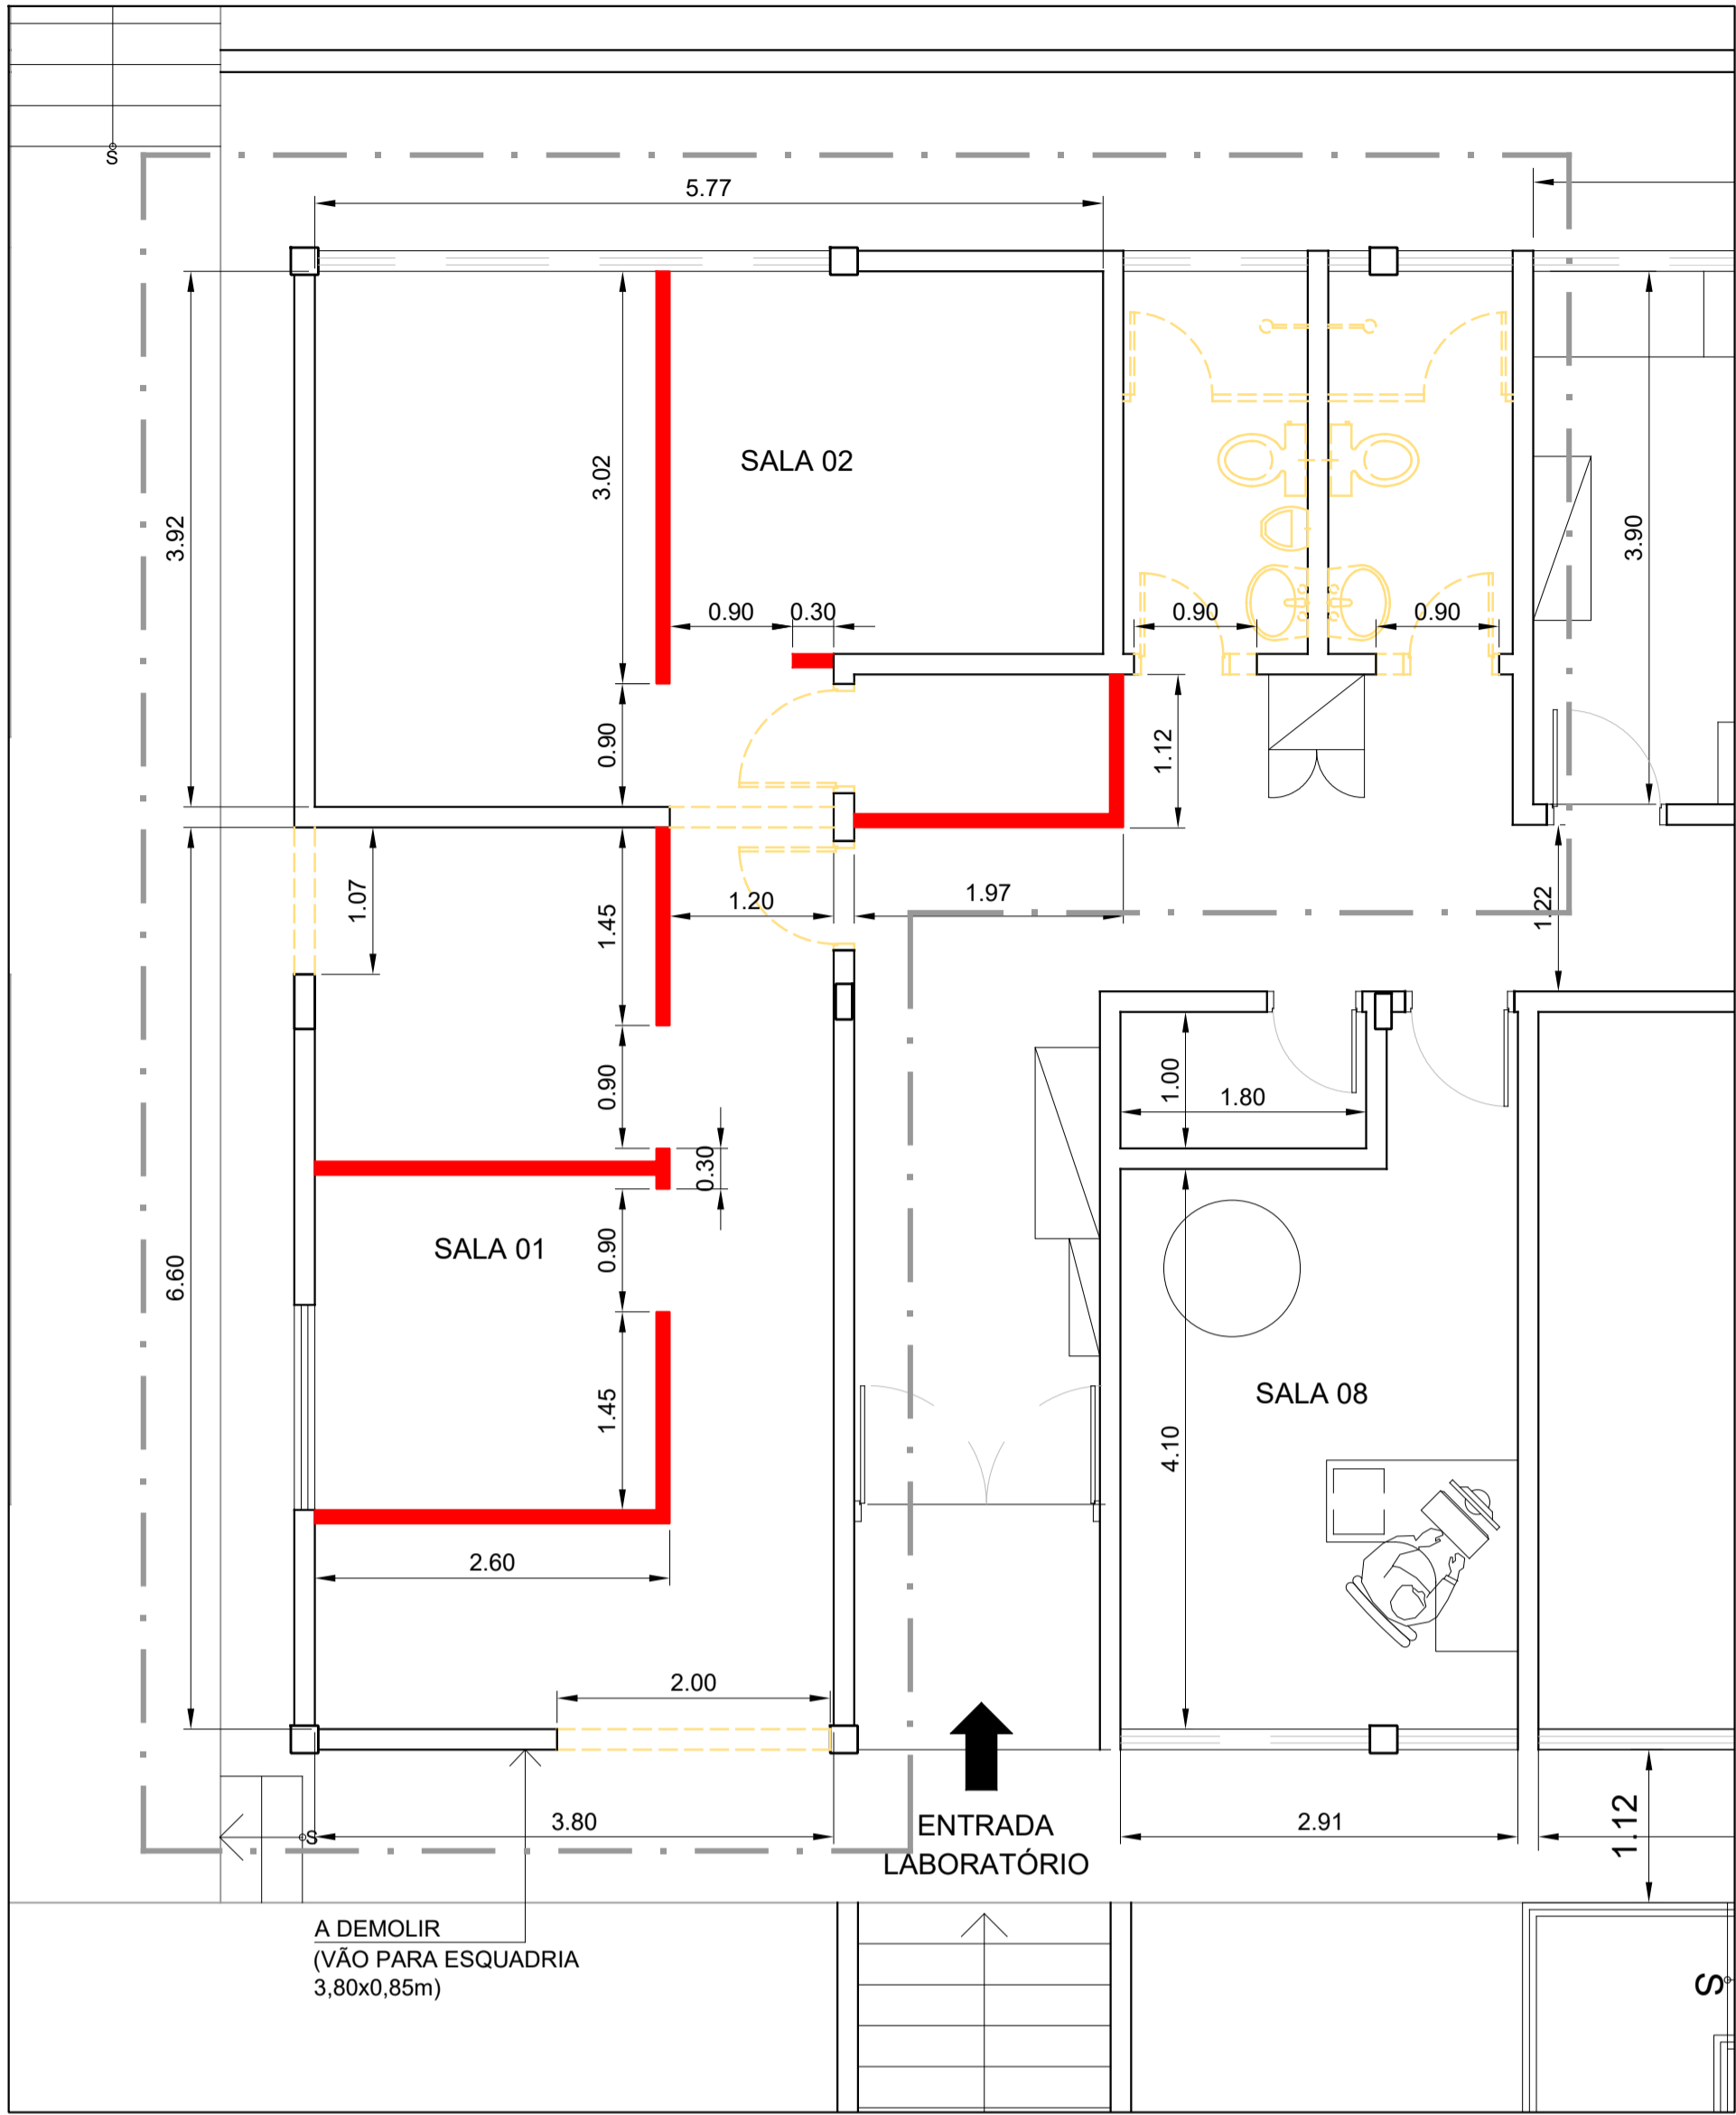 S
5.77
3.92
3.02
SALA 02
3.90
0.90
0.30
0.90
0.90
0.90
1.12
1.07
1.45
1.20
1.97
1.22
0.90
0.30
1.00
1.80
SALA 01
0.90
6.60
1.45
SALA 08
4.10
2.60
2.00
3.80
S
ENTRADA
LABORATÓRIO
2.91
1.12
A DEMOLIR
(VÃO PARA ESQUADRIA
3,80x0,85m)
S